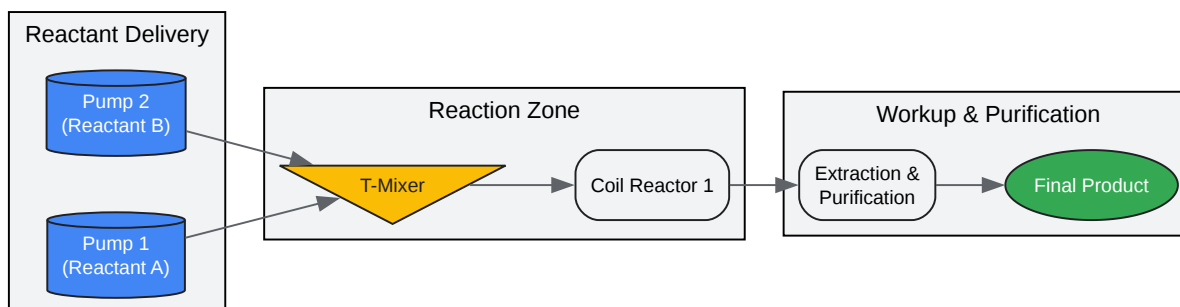 Reactant Delivery
Pump 2
(Reactant B)
Pump 1
(Reactant A)
Reaction Zone
T-Mixer
Coil Reactor 1
Workup & Purification
Extraction &
Purification
Final Product